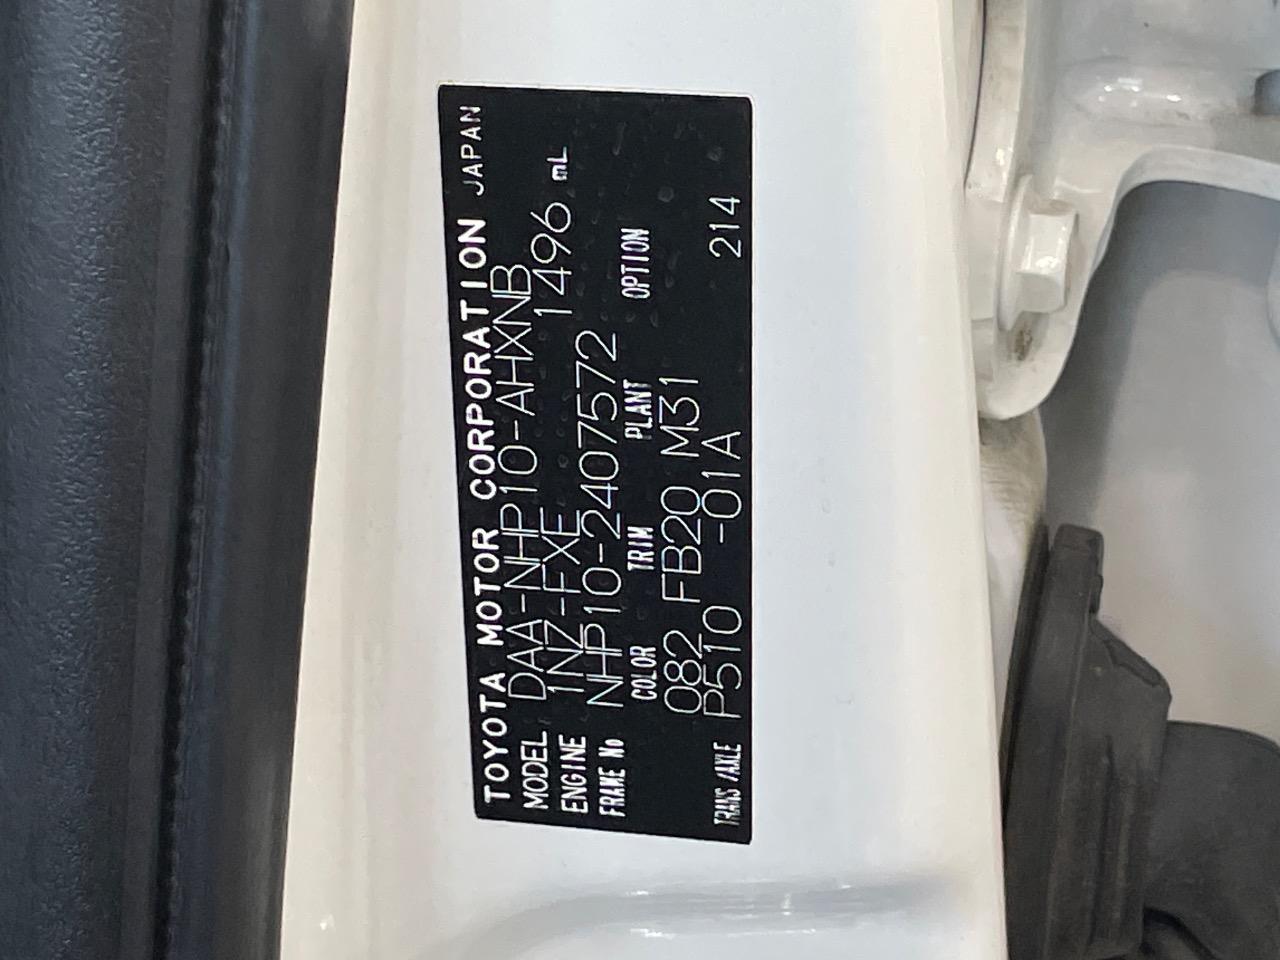 TOYOTA MOTOR CORPORATION JAPAN
MODEL DAA-NHP10-AHXNB
ENGINE 1NZ-FXE 1496 mL
FRAME No NHP10-2407572
COLOR TRIM PLANT OPTION
082 FB20 M31
TRANS/AXLE P510 -01A 214